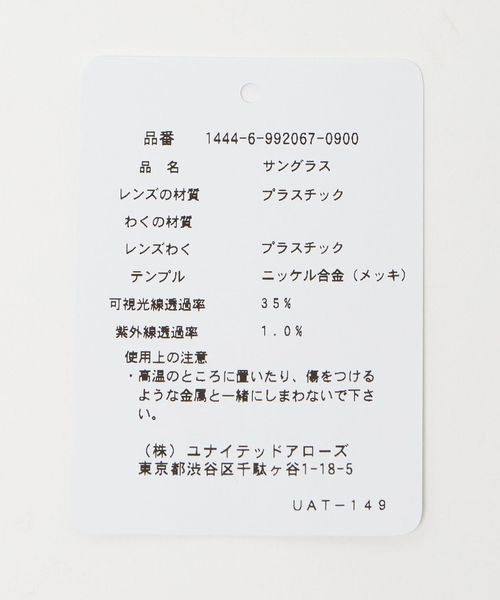 品番 1444-6-992067-0900
品 名 サングラス
レンズの材質 プラスチック
わくの材質
レンズわく プラスチック
テンプル ニッケル合金（メッキ）
可視光線透過率 35%
紫外線透過率 1.0%
使用上の注意
・高温のところに置いたり、傷をつける
ような金属と一緒にしまわないで下さ
い。
（株）ユナイテッドアローズ
東京都渋谷区千駄ヶ谷1-18-5
UAT-149